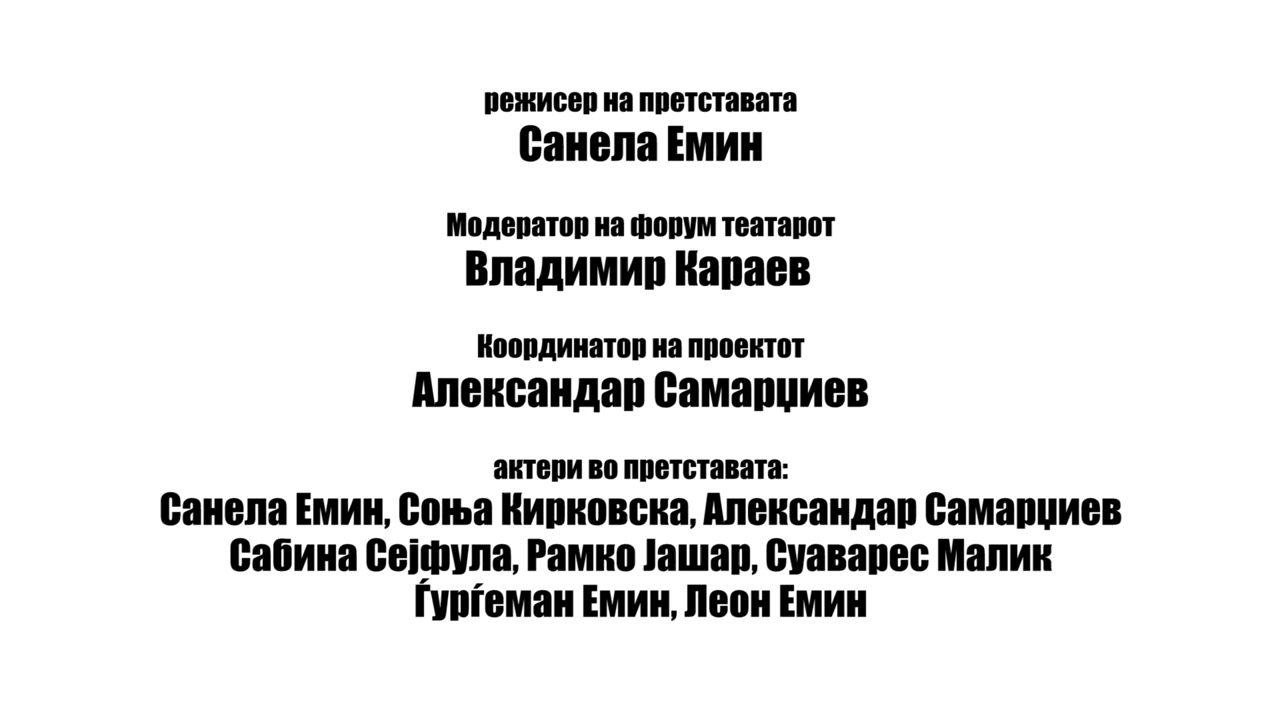 режисер на претставата
Санела Емин
Модератор на форум театарот
Владимир Караев
Координатор на проектот
Александар Самарџиев
актери во претставата:
Санела Емин, Соња Кирковска, Александар Самарџиев
Сабина Сејфула, Рамко Јашар, Суаварес Малик
Ѓурѓеман Емин, Леон Емин